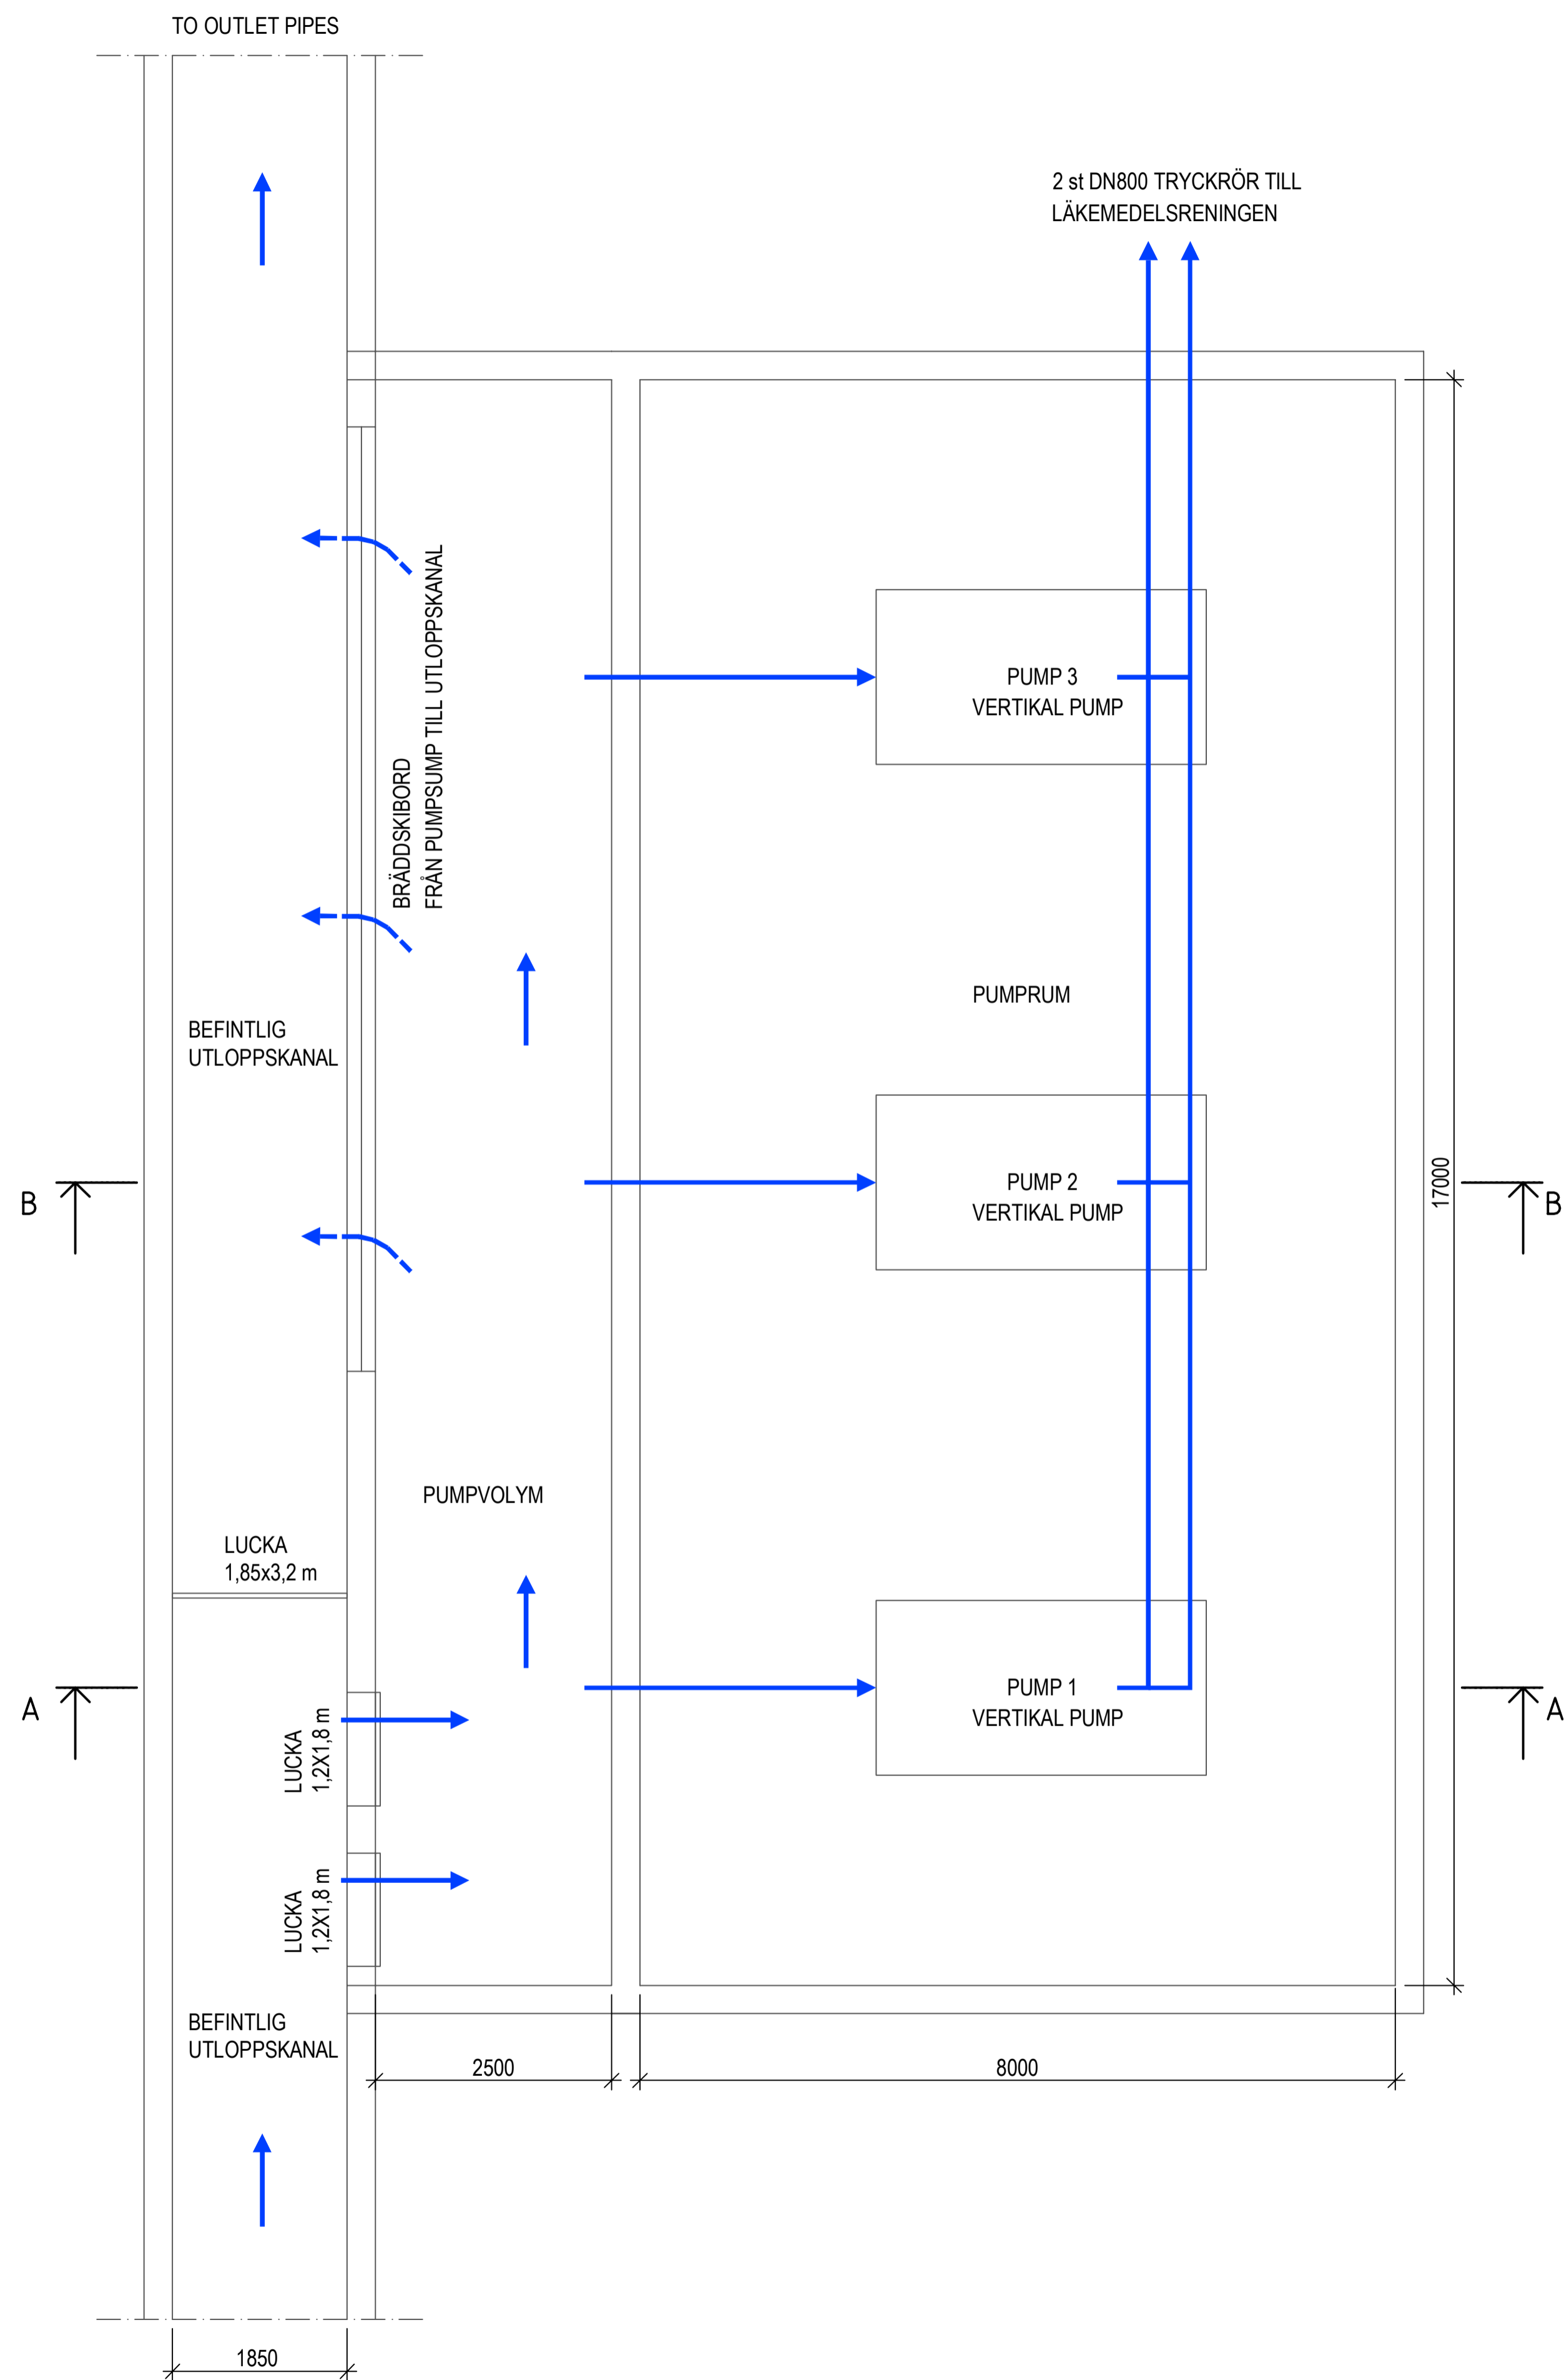 TO OUTLET PIPES
2 st DN800 TRYCKRÖR TILL
LÄKEMEDELSRENINGEN
BRÄDDSKIBORD
FRÅN PUMPSUMP TILL UTLOPPSKANAL
PUMP 3
VERTIKAL PUMP
PUMPRUM
BEFINTLIG
UTLOPPSKANAL
B
PUMP 2
VERTIKAL PUMP
17000
B
PUMPVOLYM
LUCKA
1,85x3,2 m
A
LUCKA
1,2X1,8 m
PUMP 1
VERTIKAL PUMP
A
LUCKA
1,2X1,8 m
BEFINTLIG
UTLOPPSKANAL
2500
8000
1850